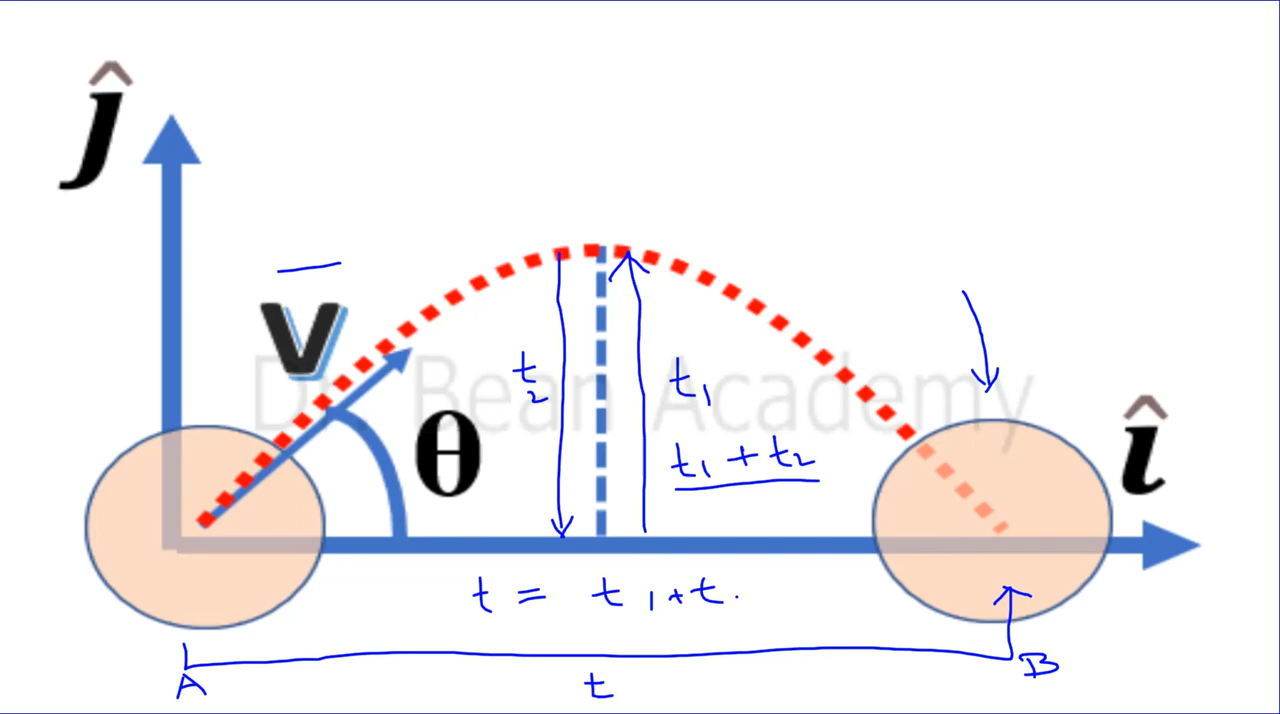 ĵ
V
t₂
t₁
Dr. Bean Academy
θ
t₁ + t₂
î
t = t₁+t.
A
t
B